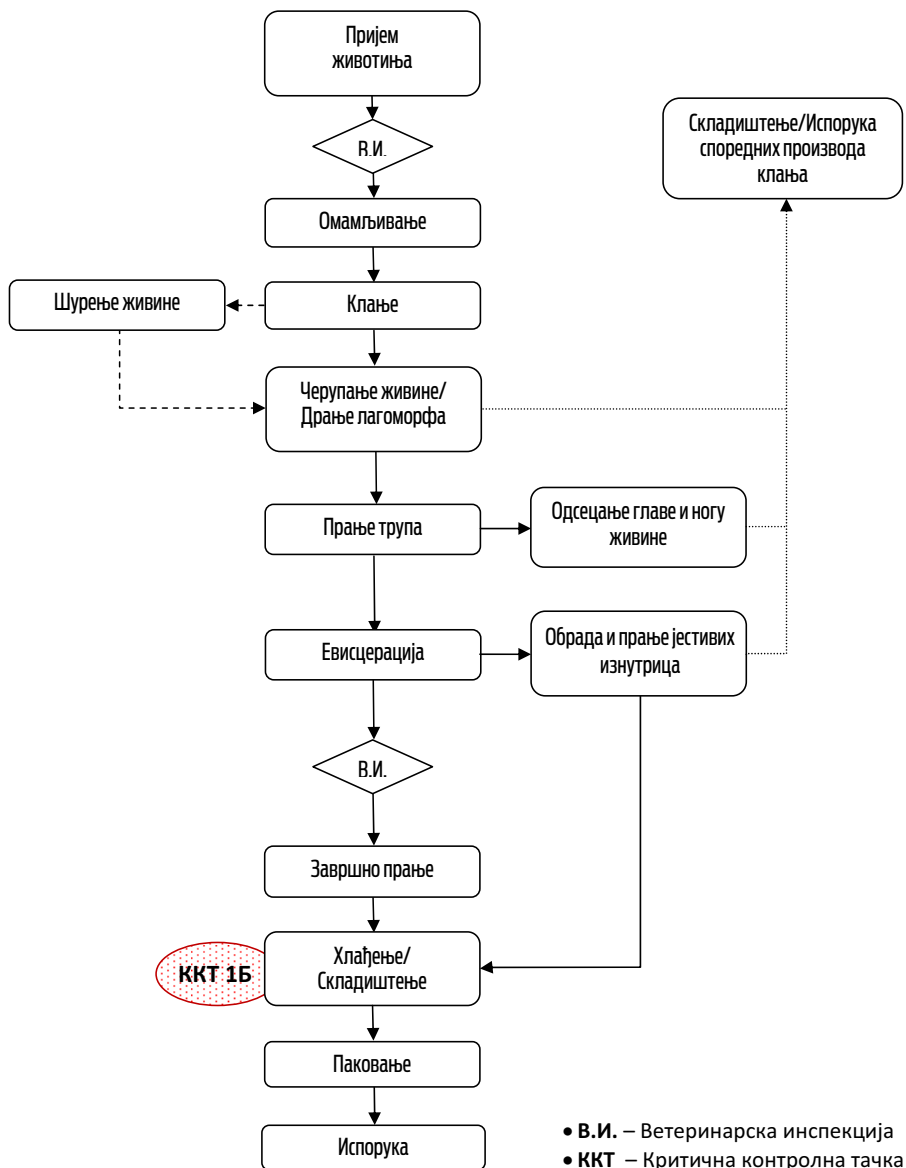 Пријем
животиња
В.И.
Складиштење/Испорука
споредних производа
клања
Омамљивање
Шурење живине
Клање
Черупање живине/
Драње лагоморфа
Прање трупа
Одсецање главе и ногу
живине
Евисцерација
Обрада и прање јестивих
изнутрица
В.И.
Завршно прање
ККТ 1Б
Хлађење/
Складиштење
Паковање
Испорука
• В.И. – Ветеринарска инспекција
• ККТ – Критична контролна тачка